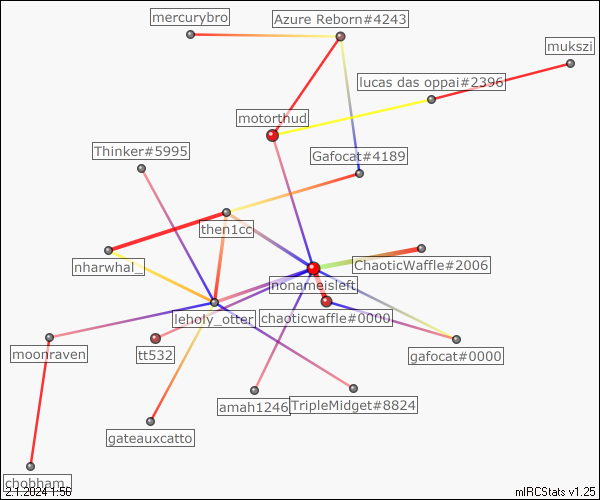 mercurybro
Azure Reborn#4243
mukszi
lucas das oppai#2396
motorthud
Thinker#5995
Gafocat#4189
then1cc
nharwhal_
ChaoticWaffle#2006
nonameisleft
leholy_otter
chaoticwaffle#0000
moonraven
tt532
gafocat#0000
amah1246
TripleMidget#8824
gateauxcatto
chobham_
2.1.2024 1:56
mIRCStats v1.25